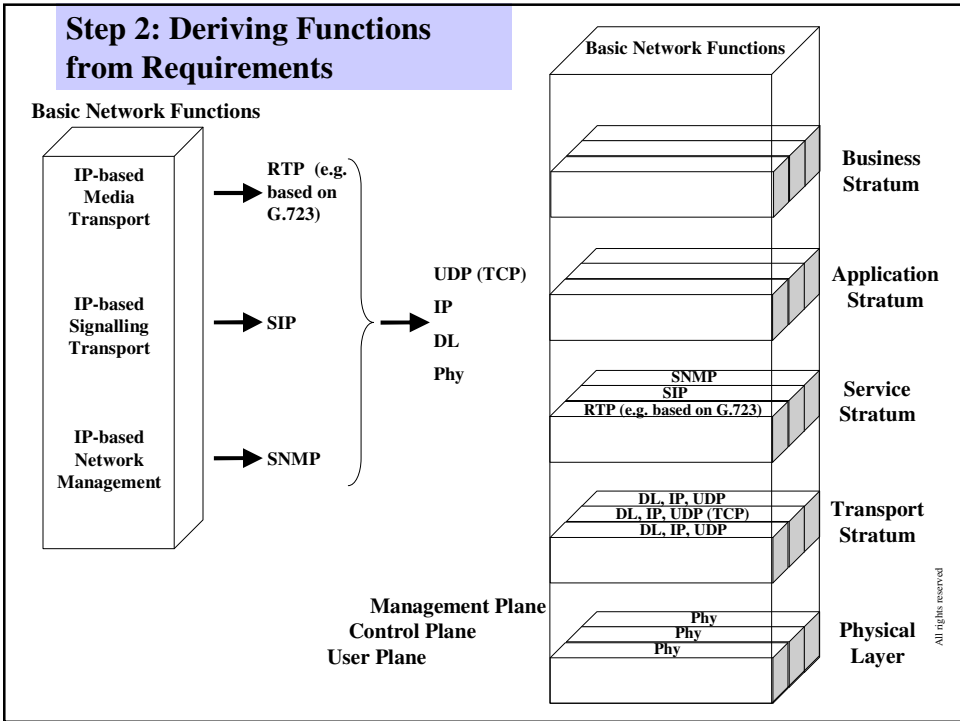 Step 2: Deriving Functions
from Requirements
Basic Network Functions
IP-based
Media
Transport
RTP (e.g.
based on
G.723)
IP-based
Signalling
Transport
SIP
IP-based
Network
Management
SNMP
UDP (TCP)
IP
DL
Phy
Basic Network Functions
Business
Stratum
Application
Stratum
SNMP
SIP
RTP (e.g. based on G.723)
Service
Stratum
DL, IP, UDP
DL, IP, UDP (TCP)
DL, IP, UDP
Transport
Stratum
Management Plane
Control Plane
User Plane
Phy
Phy
Phy
Physical
Layer
All rights reserved